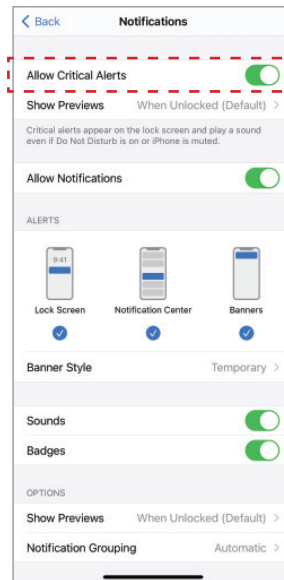 Back Notifications
Allow Critical Alerts
Show Previews When Unlocked (Default)
Critical alerts appear on the lock screen and play a sound
even if Do Not Disturb is on or iPhone is muted.
Allow Notifications
ALERTS
9:41
Lock Screen Notification Center Banners
Banner Style Temporary
Sounds
Badges
OPTIONS
Show Previews When Unlocked (Default)
Notification Grouping Automatic